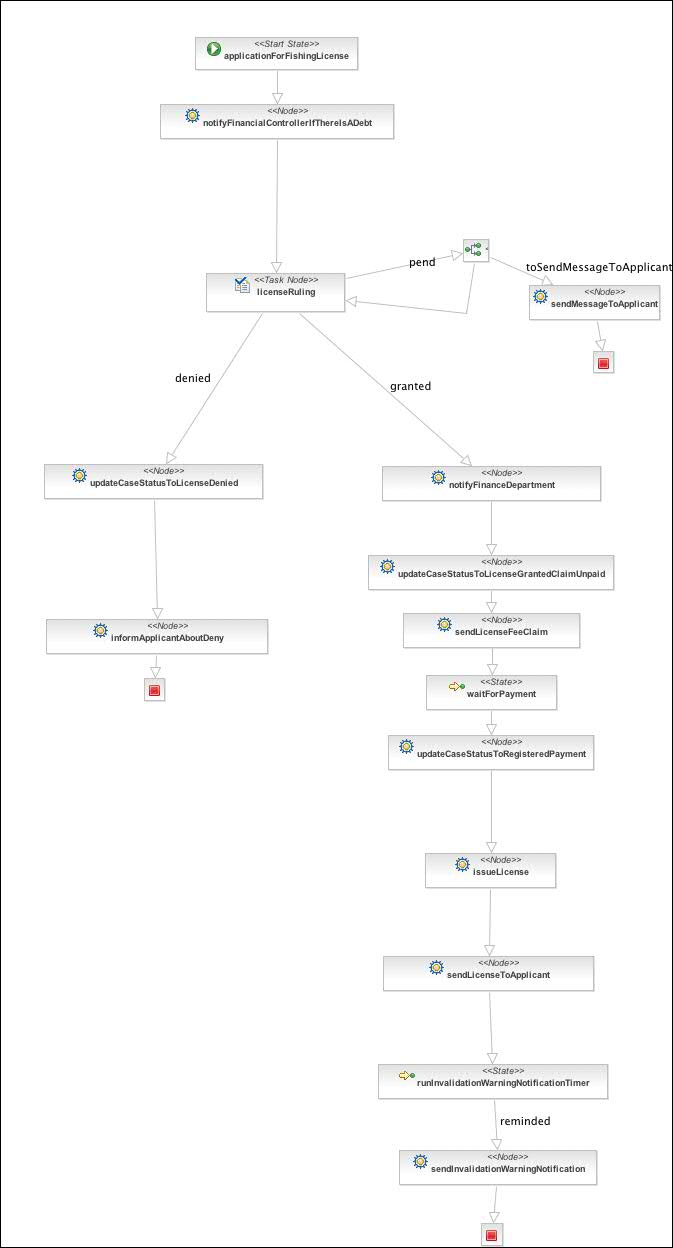 <<Start State>>
applicationForFishingLicense
<<Node>>
notifyFinancialControllerIfThereIsADebt
pend
toSendMessageToApplicant
<<Task Node>>
licenseRuling
<<Node>>
sendMessageToApplicant
denied
granted
<<Node>>
updateCaseStatusToLicenseDenied
<<Node>>
notifyFinanceDepartment
<<Node>>
updateCaseStatusToLicenseGrantedClaimUnpaid
<<Node>>
informApplicantAboutDeny
<<Node>>
sendLicenseFeeClaim
<<State>>
waitForPayment
<<Node>>
updateCaseStatusToRegisteredPayment
<<Node>>
issueLicense
<<Node>>
sendLicenseToApplicant
<<State>>
runInvalidationWarningNotificationTimer
reminded
<<Node>>
sendInvalidationWarningNotification